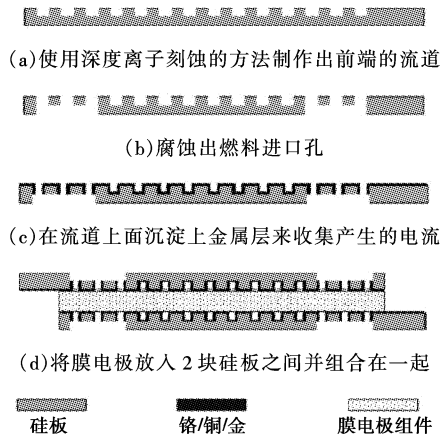 (a)使用深度离子刻蚀的方法制作出前端的流道
(b)腐蚀出燃料进口孔
(c)在流道上面沉淀上金属层来收集产生的电流
(d)将膜电极放入2块硅板之间并组合在一起
硅板
铬/铜/金
膜电极组件